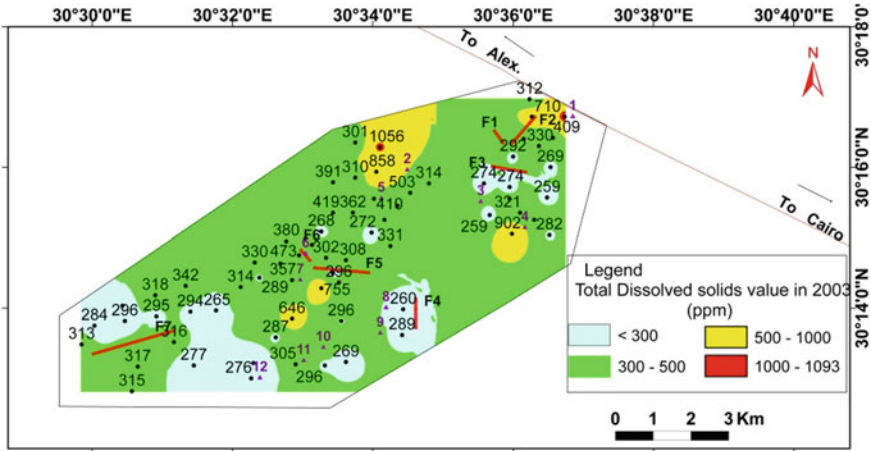 30°30'0" 30°32'0" 30°34'0" 30°36'0" 30°38'0" 30°40'0"
30°18'0"
To Alex.
N
312
710 1
F1 F2
409
301 1056 330
292
858 2 269
F3
391 310 314 274 274
5 503 3 259
419 362 410 321
268 272 259 902 4 282
380 F6 331
6
330 473 302 308
F5
314 3577 296
342 289 755
318
284 296 295 294 265 8 260 F4
646 296
313 F7 316 287 9 289
10
317 277 305 11 269
276 12 296
315
To Cairo
30°16'0"
30°14'0"
Legend
Total Dissolved solids value in 2003
(ppm)
< 300 500 - 1000
300 - 500 1000 - 1093
0 1 2 3 Km